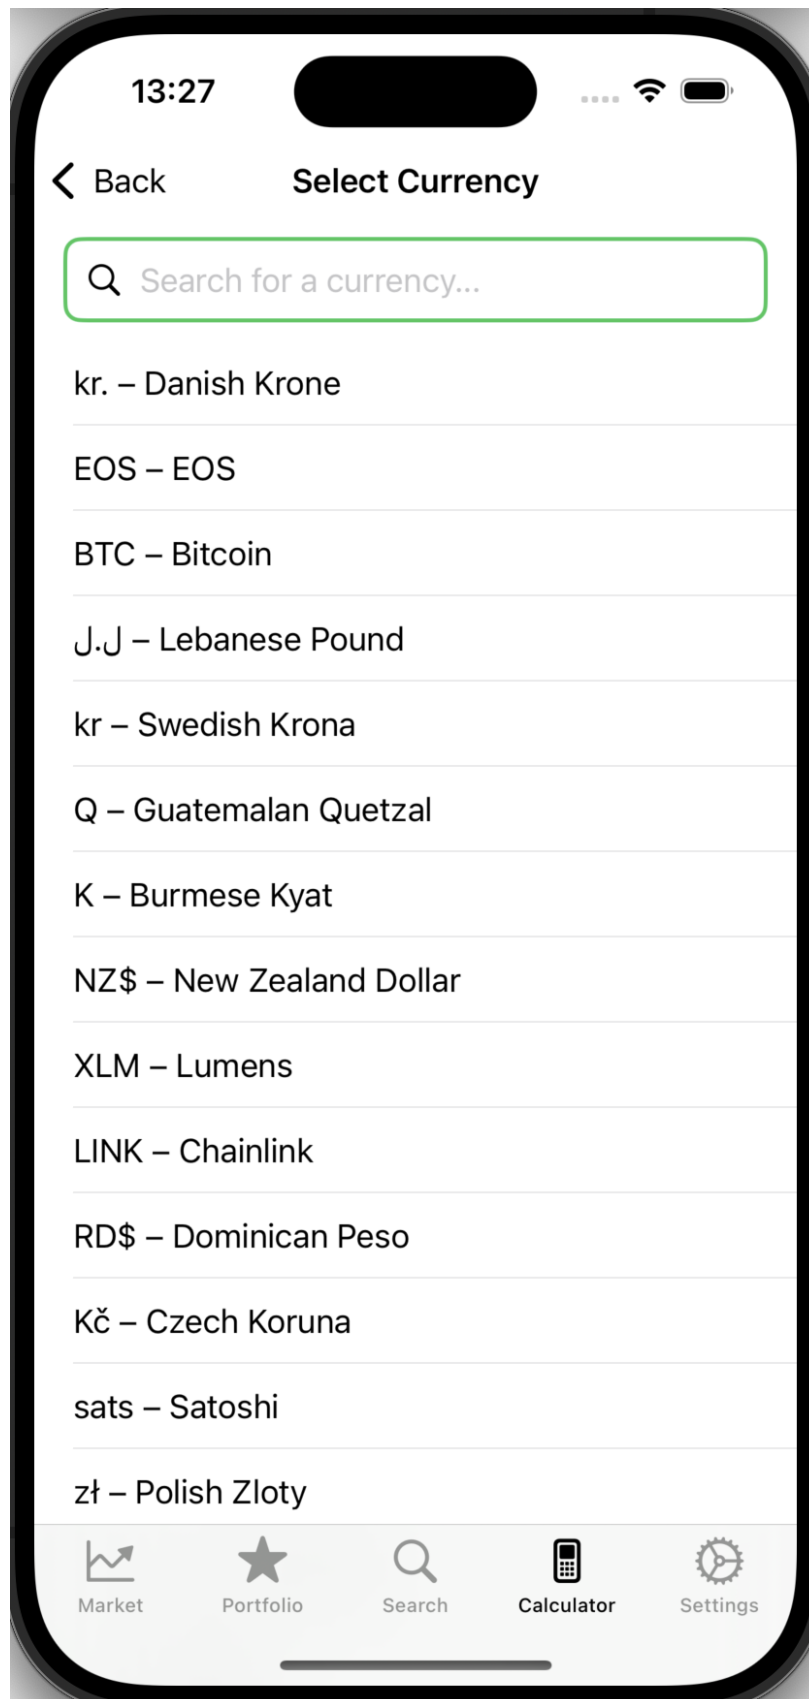 13:27
Back
Select Currency
Search for a currency...
kr. – Danish Krone
EOS – EOS
BTC – Bitcoin
ل.ل – Lebanese Pound
kr – Swedish Krona
Q – Guatemalan Quetzal
K – Burmese Kyat
NZ$ – New Zealand Dollar
XLM – Lumens
LINK – Chainlink
RD$ – Dominican Peso
Kč – Czech Koruna
sats – Satoshi
zł – Polish Zloty
Market Portfolio Search Calculator Settings